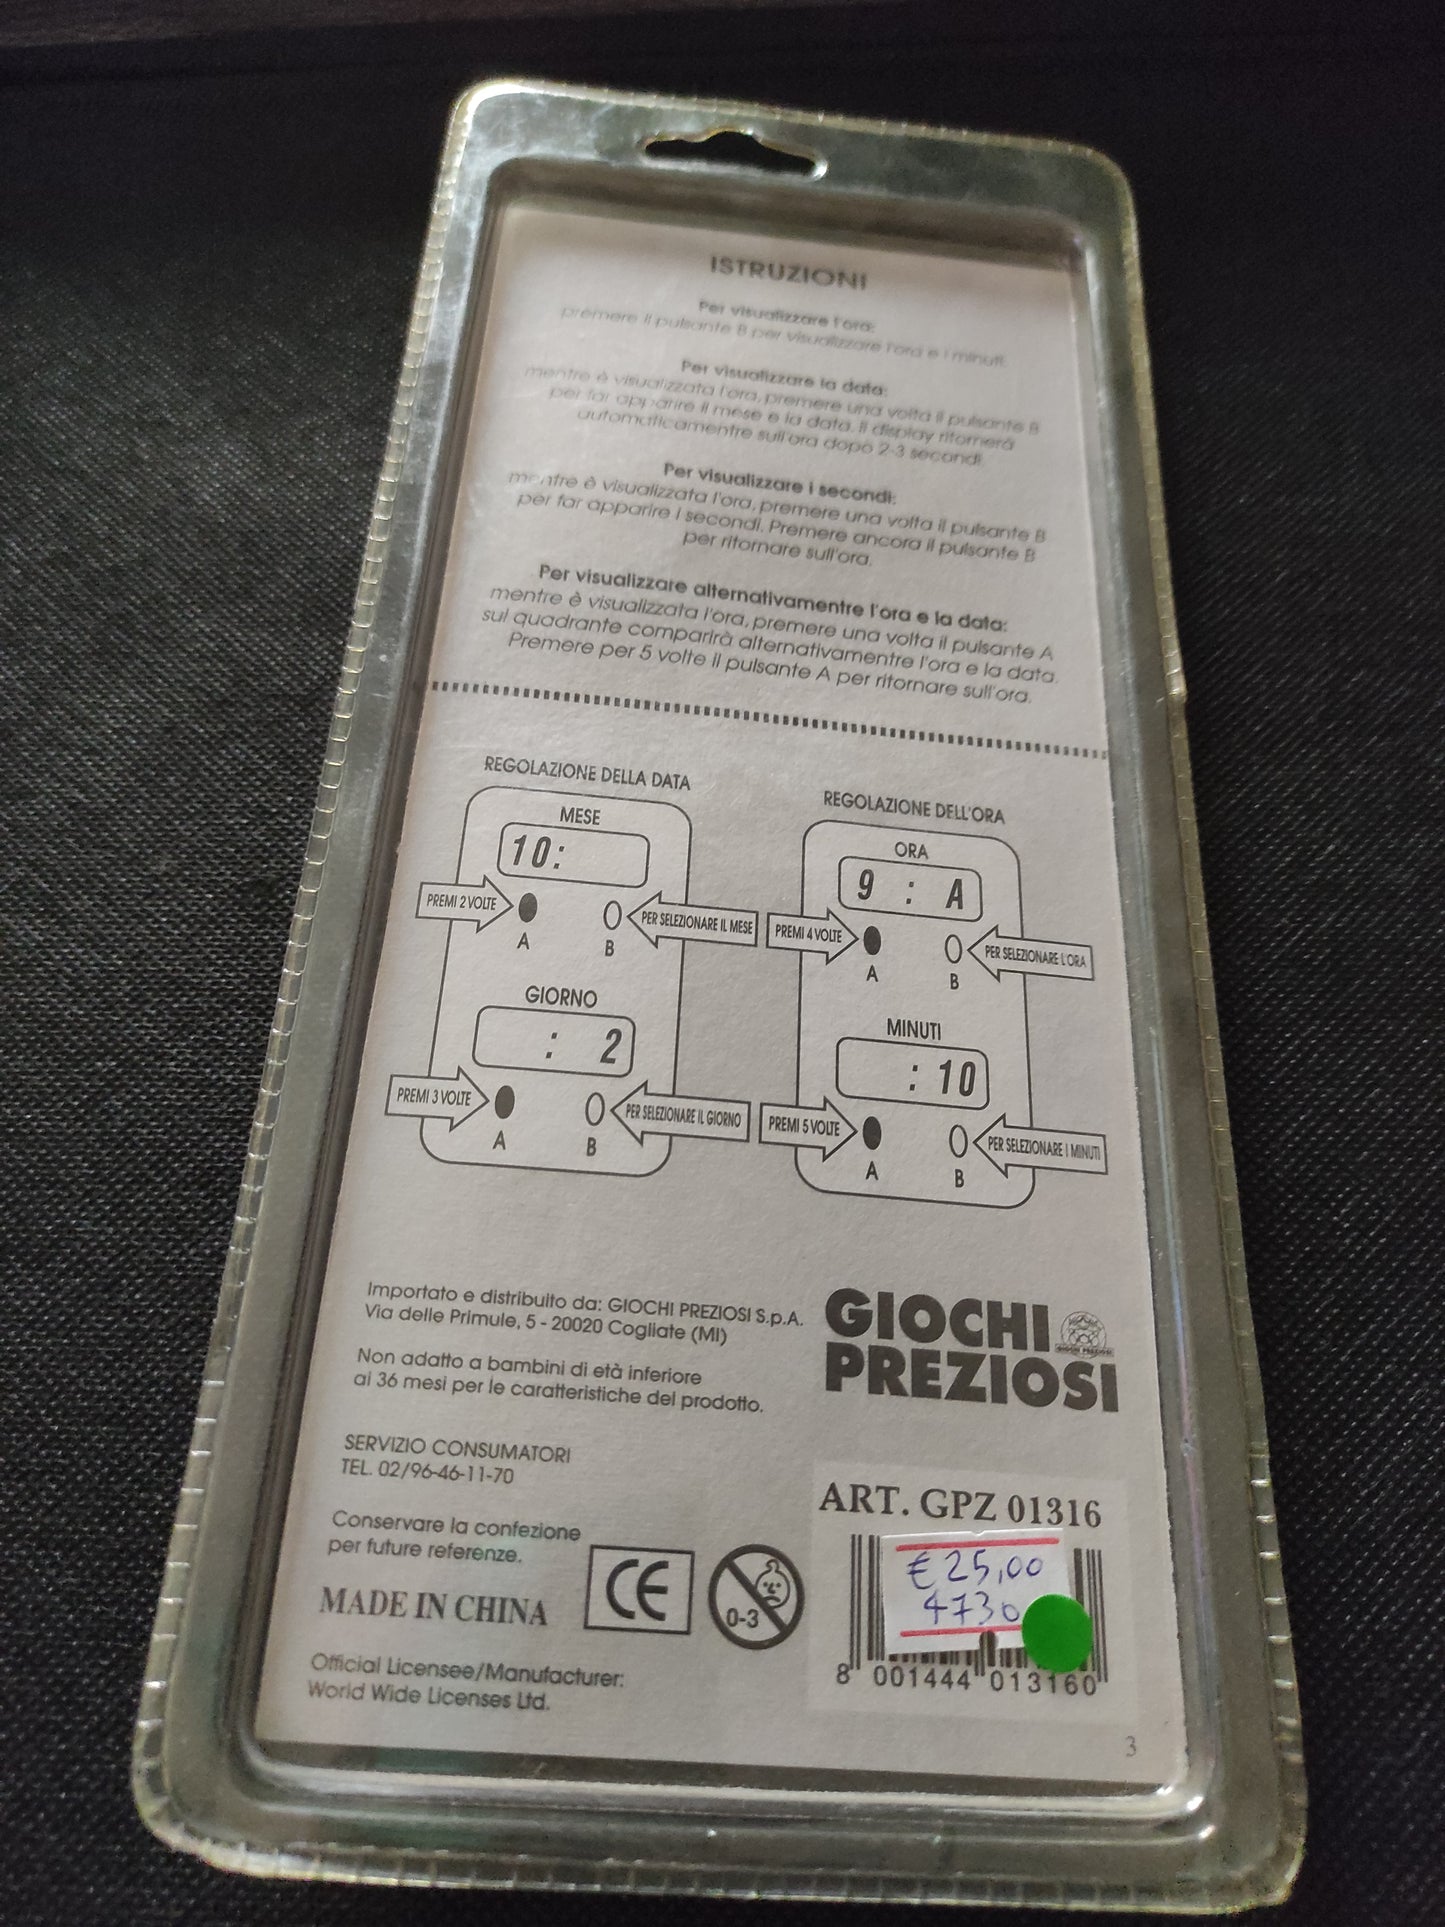 ISTRUZIONI
Per visualizzare l'ora:
premere il pulsante B per visualizzare l'ora e i minuti.
Per visualizzare la data:
mentre è visualizzata l'ora, premere una volta il pulsante B
per far apparire il mese e la data. Il display ritornerà
automaticamentre sull'ora dopo 2-3 secondi.
Per visualizzare i secondi:
mentre è visualizzata l'ora, premere una volta il pulsante B
per far apparire i secondi. Premere ancora il pulsante B
per ritornare sull'ora.
Per visualizzare alternativamentre l'ora e la data:
mentre è visualizzata l'ora, premere una volta il pulsante A
sul quadrante comparirà alternativamentre l'ora e la data.
Premere per 5 volte il pulsante A per ritornare sull'ora.
REGOLAZIONE DELLA DATA
MESE
10:
PREMI 2 VOLTE
PER SELEZIONARE IL MESE
A B
GIORNO
: 2
PREMI 3 VOLTE
PER SELEZIONARE IL GIORNO
A B
REGOLAZIONE DELL'ORA
ORA
9 : A
PREMI 4 VOLTE
PER SELEZIONARE L'ORA
A B
MINUTI
: 10
PREMI 5 VOLTE
PER SELEZIONARE I MINUTI
A B
Importato e distribuito da: GIOCHI PREZIOSI S.p.A.
Via delle Primule, 5 - 20020 Cogliate (MI)
Non adatto a bambini di età inferiore
ai 36 mesi per le caratteristiche del prodotto.
SERVIZIO CONSUMATORI
TEL. 02/96-46-11-70
Conservare la confezione
per future referenze.
MADE IN CHINA
CE
0-3
Official Licensee/Manufacturer:
World Wide Licenses Ltd.
GIOCHI
PREZIOSI
GIOCHI PREZIOSI
ART. GPZ 01316
€ 25,00
4730
8 001444 013160
3